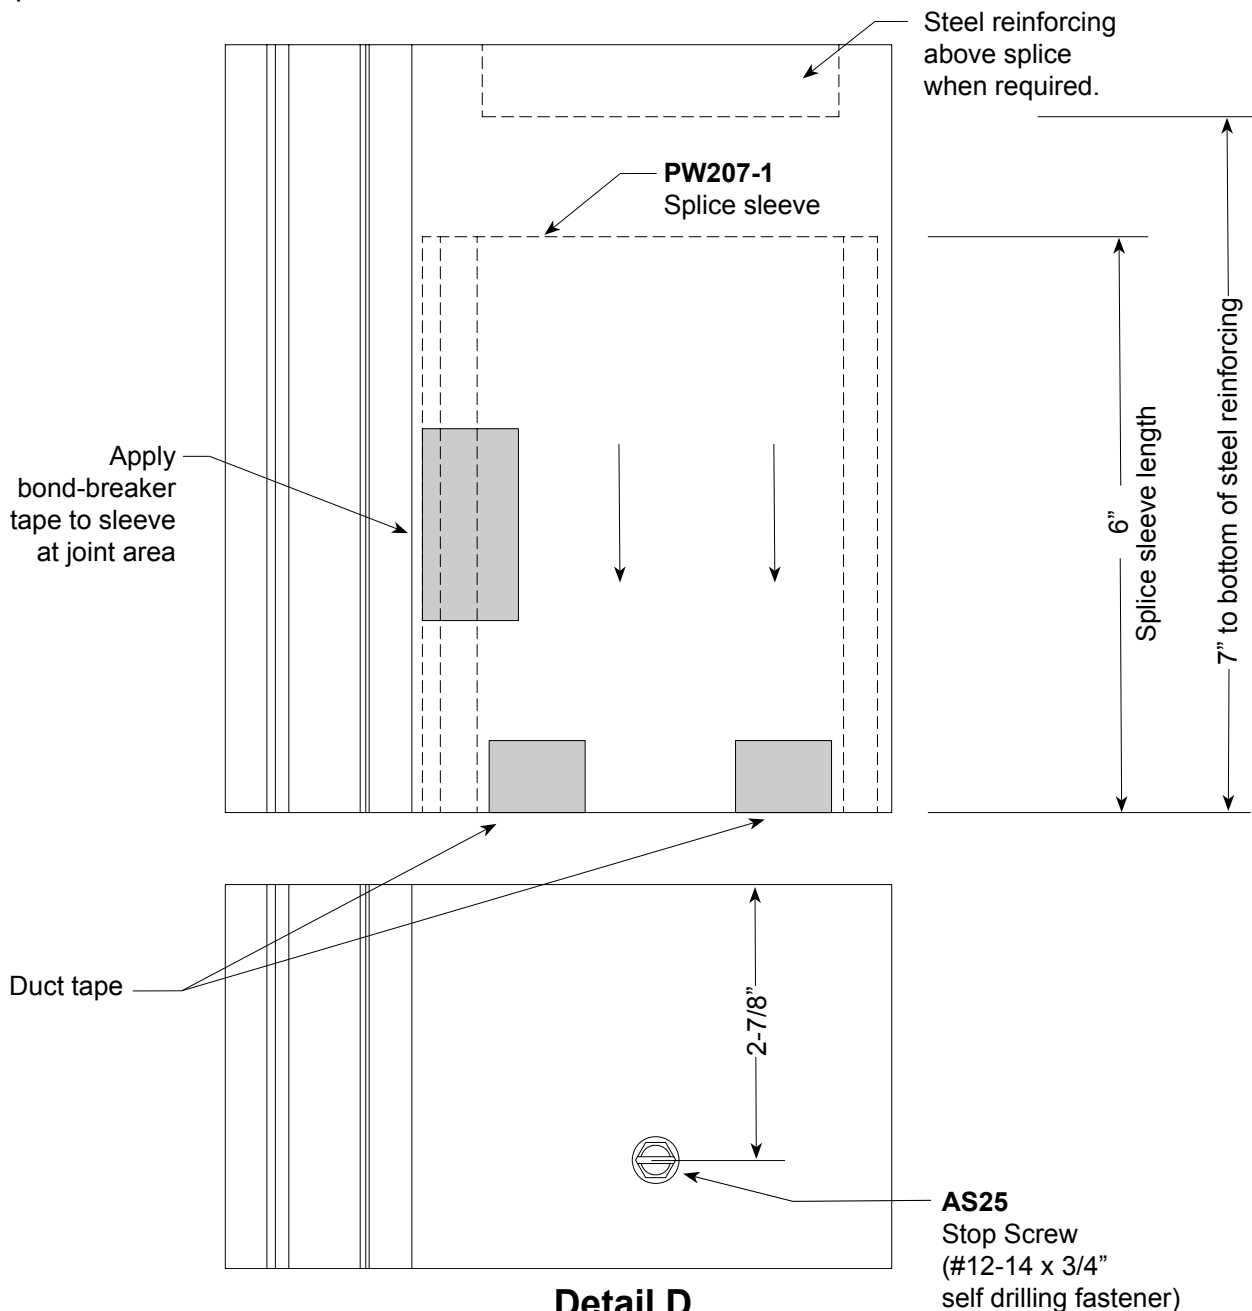 Steel reinforcing
above splice
when required.
PW207-1
Splice sleeve
Apply
bond-breaker
tape to sleeve
at joint area
6”
Splice sleeve length
7” to bottom of steel reinforcing
Duct tape
2-7/8”
AS25
Stop Screw
(#12-14 x 3/4”
self drilling fastener)
Detail D